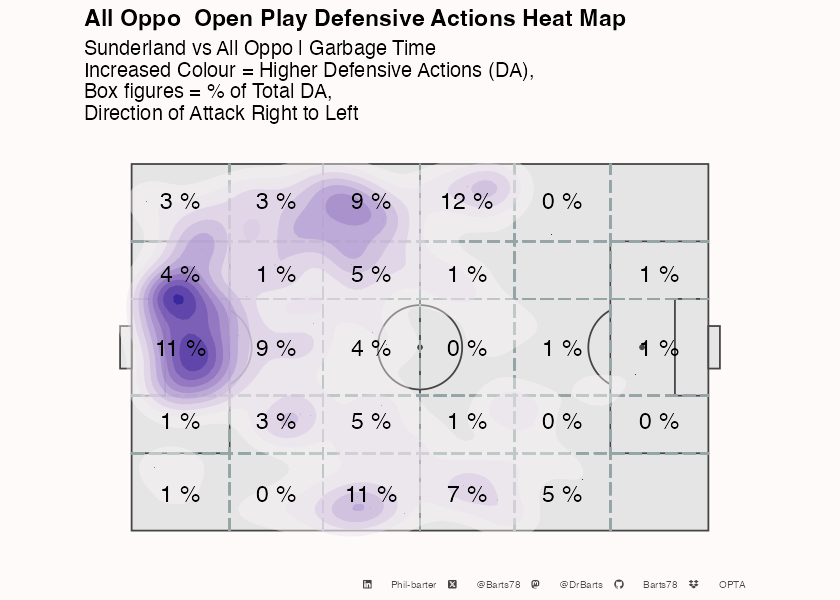 All Oppo  Open Play Defensive Actions Heat Map
Sunderland vs All Oppo | Garbage Time
Increased Colour = Higher Defensive Actions (DA),
Box figures = % of Total DA,
Direction of Attack Right to Left
3 % 3 % 9 % 12 % 0 %
4 % 1 % 5 % 1 % 1 %
11 % 9 % 4 % 0 % 1 % 1 %
1 % 3 % 5 % 1 % 0 % 0 %
1 % 0 % 11 % 7 % 5 %
Phil-barter @Barts78 @DrBarts Barts78 OPTA